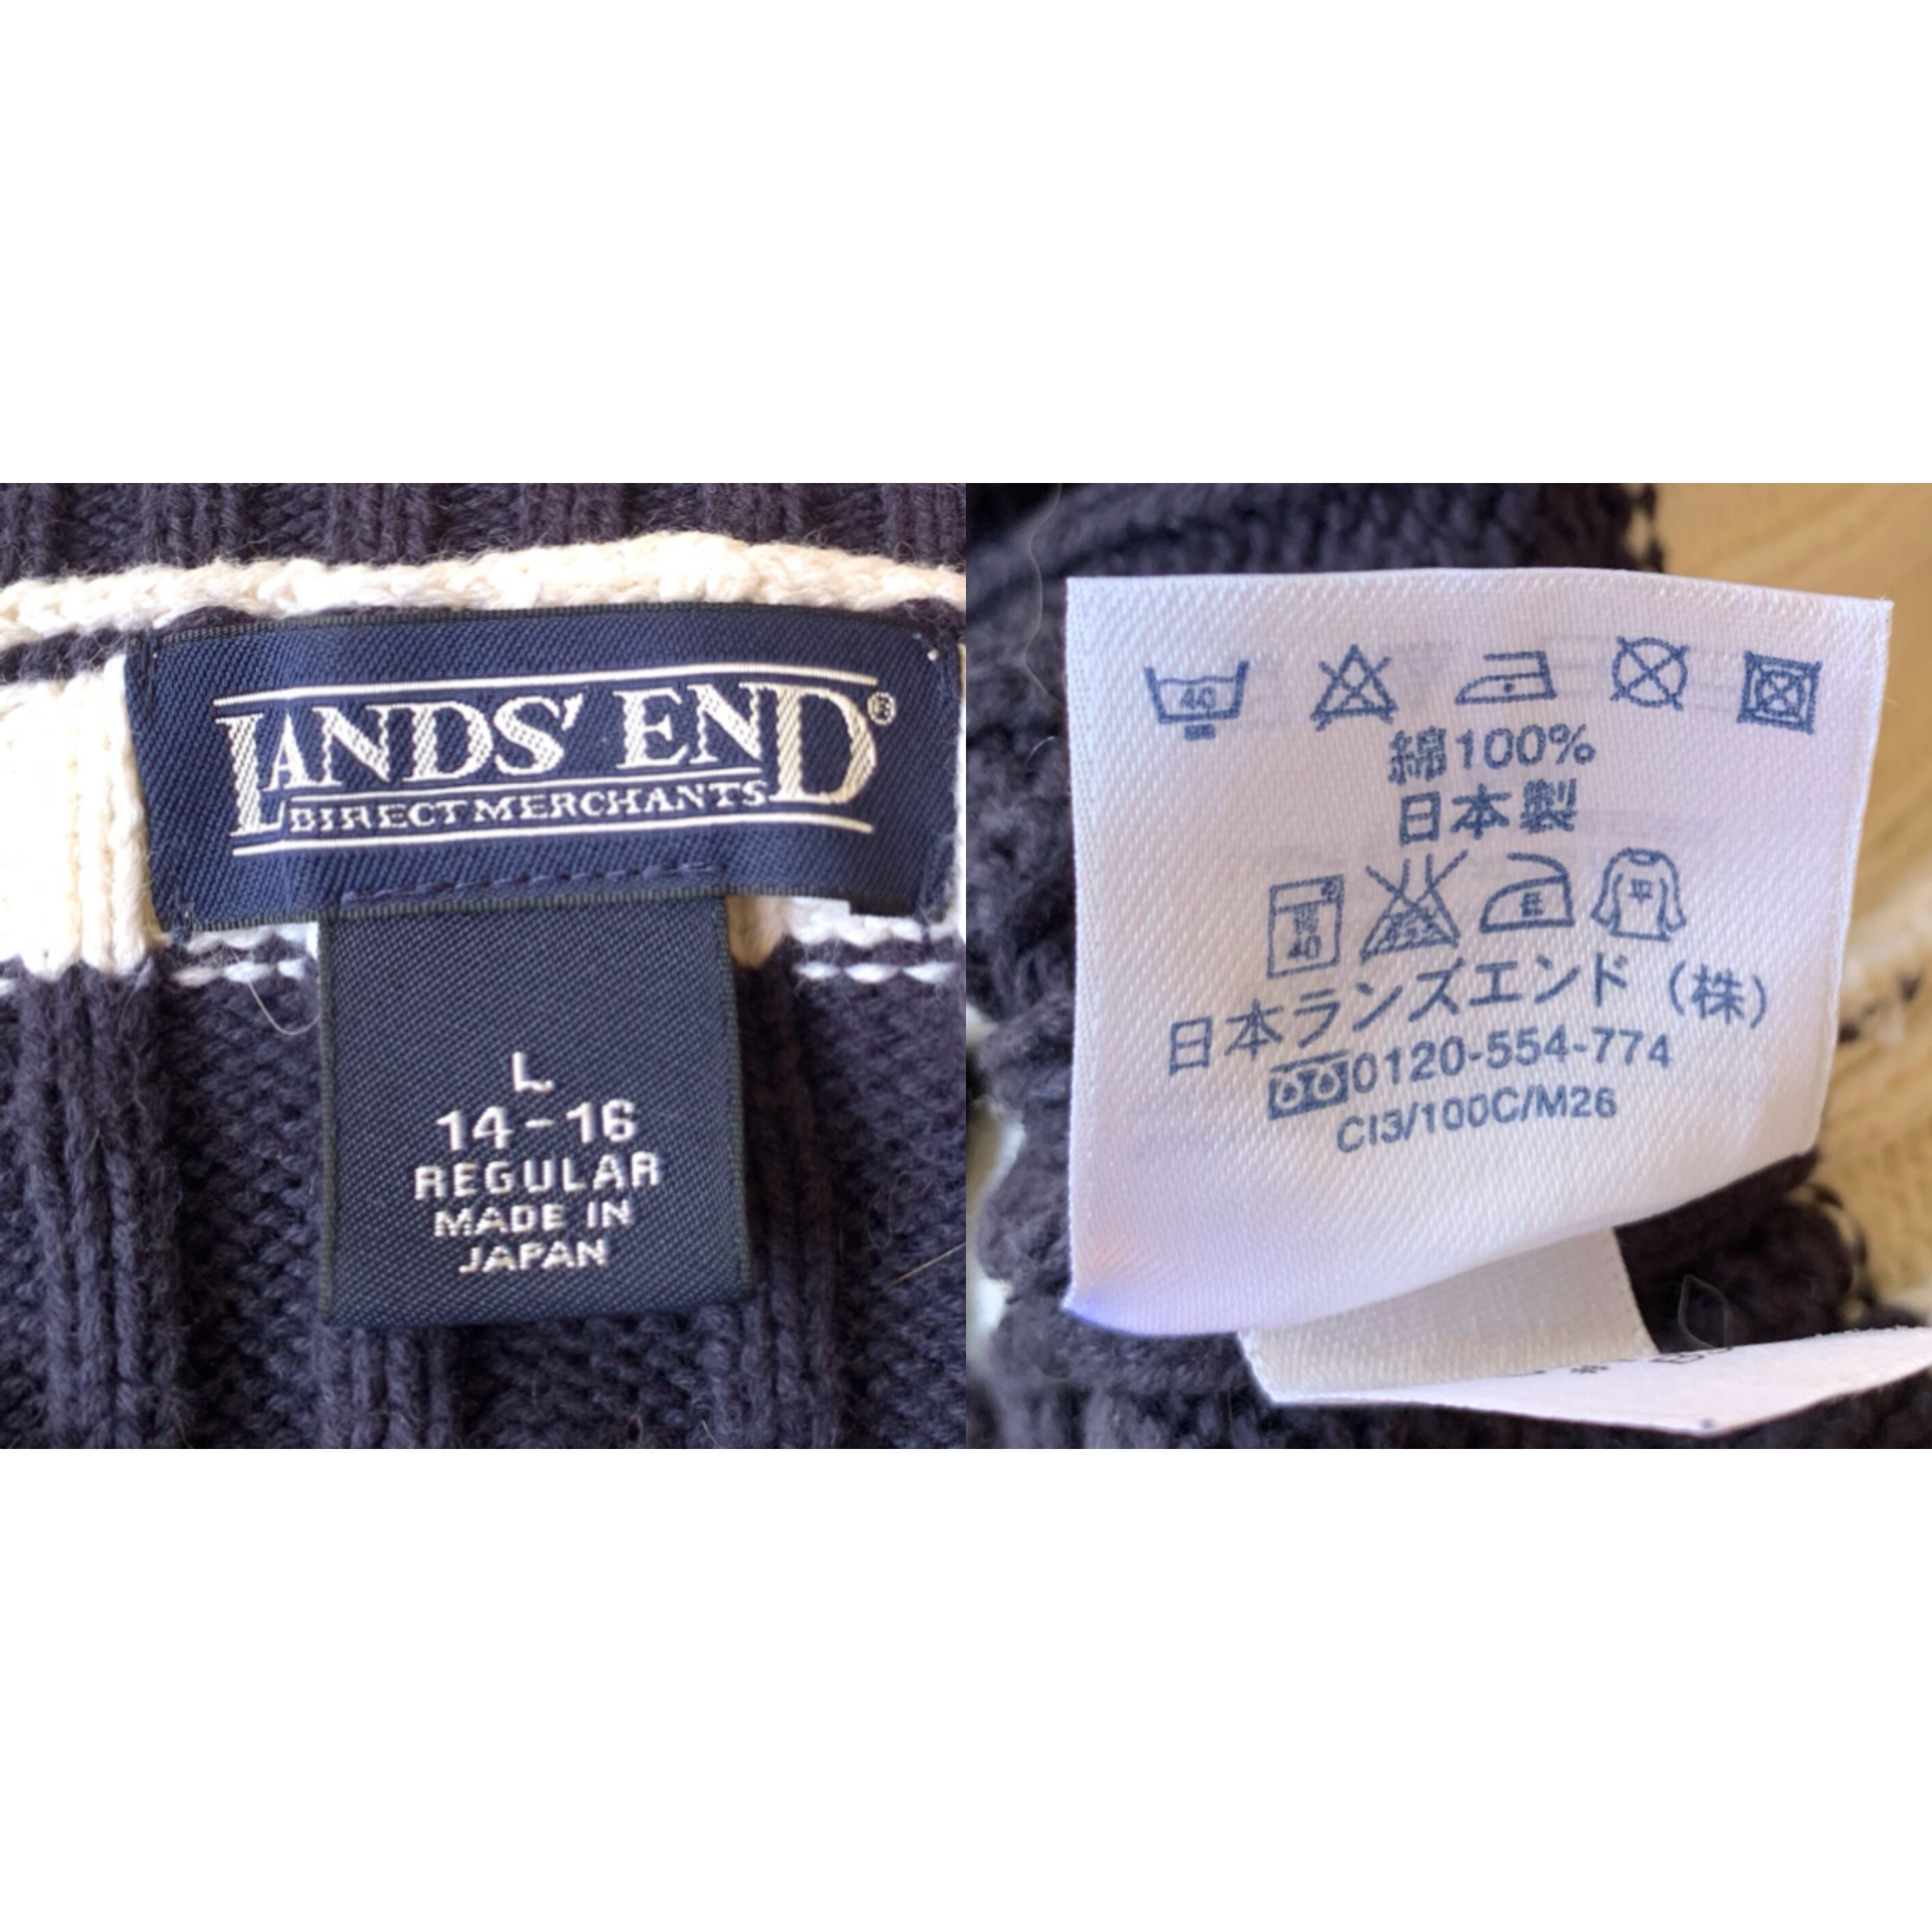 LANDS' END®
DIRECT MERCHANTS
L
14-16
REGULAR
MADE IN
JAPAN
40
綿100%
日本製
40 E 平
日本ランズエンド（株）
0120-554-774
CI3/100C/M26